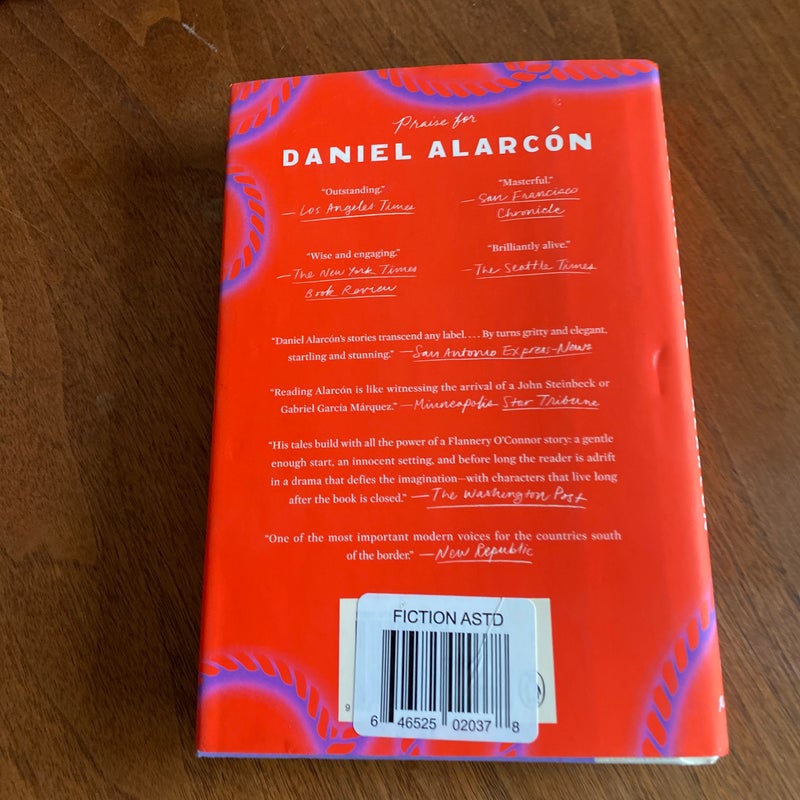 Praise for
DANIEL ALARCÓN
“Outstanding.”
— Los Angeles Times
“Masterful.”
— San Francisco
Chronicle
“Wise and engaging.”
— The New York Times
Book Review
“Brilliantly alive.”
— The Seattle Times
“Daniel Alarcón’s stories transcend any label. . . . By turns gritty and elegant,
startling and stunning.” — San Antonio Express-News
“Reading Alarcón is like witnessing the arrival of a John Steinbeck or
Gabriel García Márquez.” — Minneapolis Star Tribune
“His tales build with all the power of a Flannery O’Connor story: a gentle
enough start, an innocent setting, and before long the reader is adrift
in a drama that defies the imagination—with characters that live long
after the book is closed.” — The Washington Post
“One of the most important modern voices for the countries south
of the border.” — New Republic
FICTION ASTD
9
6 46525 02037 8